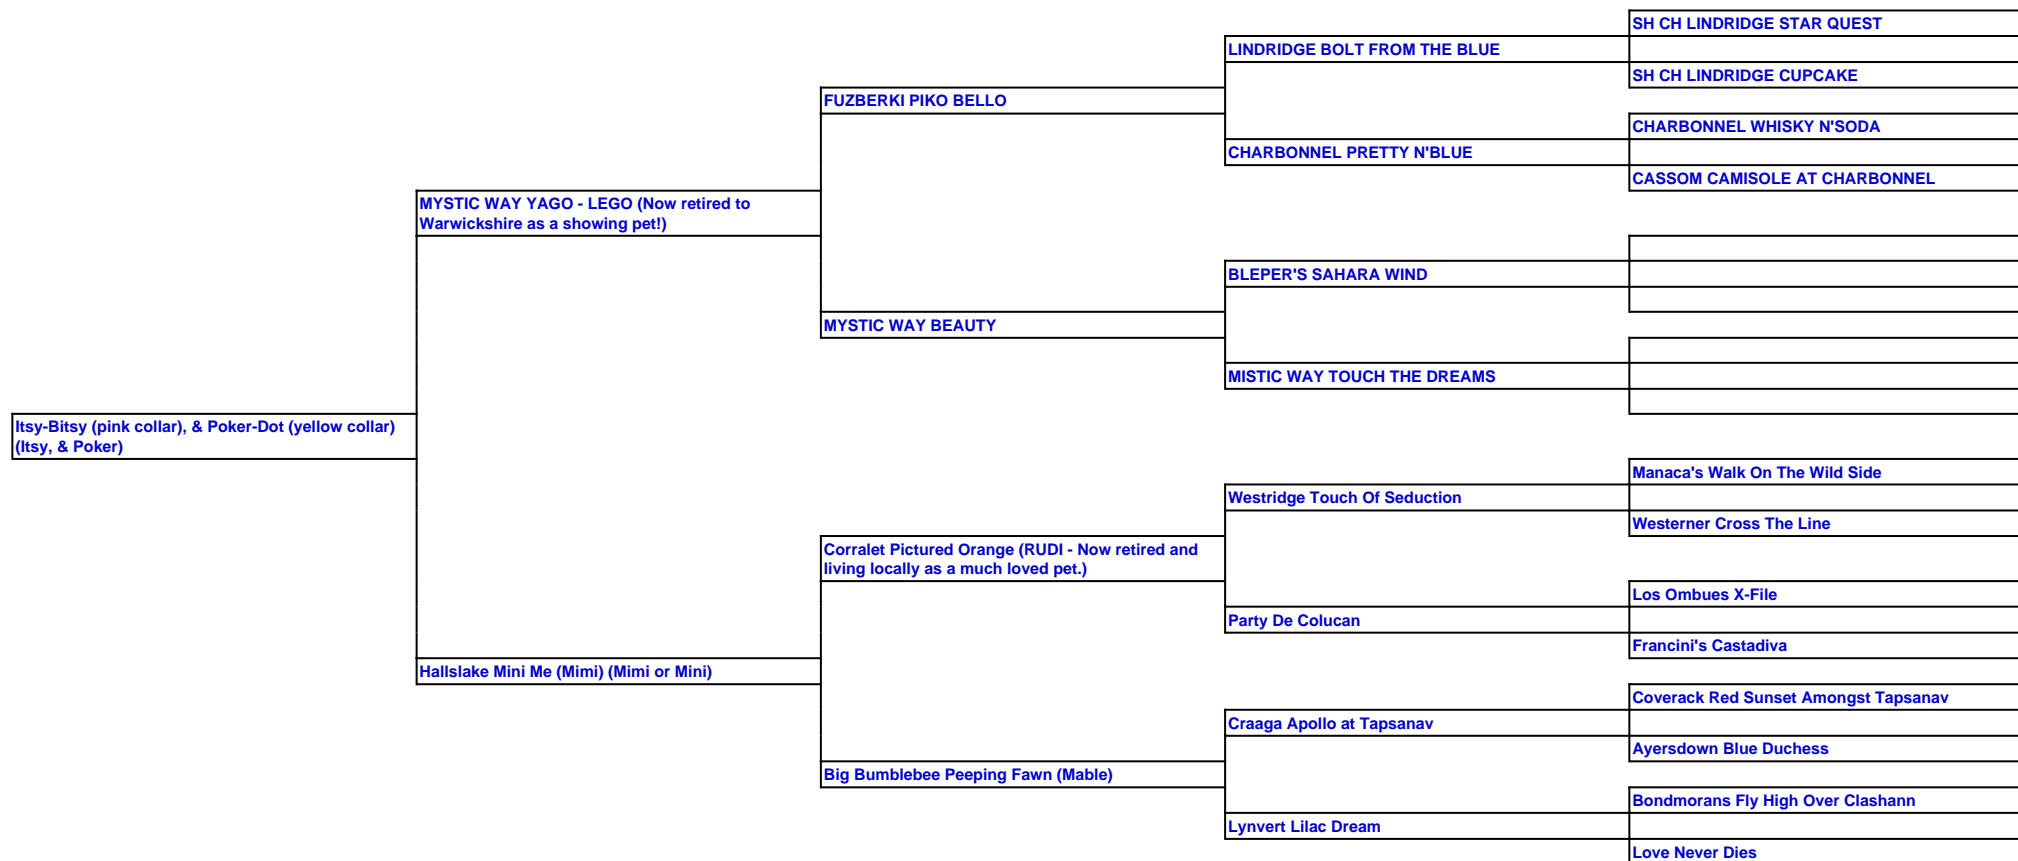 SH CH LINDRIDGE STAR QUEST
LINDRIDGE BOLT FROM THE BLUE
SH CH LINDRIDGE CUPCAKE
FUZBERKI PIKO BELLO
CHARBONNEL WHISKY N'SODA
CHARBONNEL PRETTY N'BLUE
CASSOM CAMISOLE AT CHARBONNEL
MYSTIC WAY YAGO - LEGO (Now retired to
Warwickshire as a showing pet!)
BLEPER'S SAHARA WIND
MYSTIC WAY BEAUTY
MISTIC WAY TOUCH THE DREAMS
Itsy-Bitsy (pink collar), & Poker-Dot (yellow collar)
(Itsy, & Poker)
Manaca's Walk On The Wild Side
Westridge Touch Of Seduction
Westerner Cross The Line
Corralet Pictured Orange (RUDI - Now retired and
living locally as a much loved pet.)
Los Ombues X-File
Party De Colucan
Francini's Castadiva
Hallslake Mini Me (Mimi) (Mimi or Mini)
Coverack Red Sunset Amongst Tapsanav
Craaga Apollo at Tapsanav
Ayersdown Blue Duchess
Big Bumblebee Peeping Fawn (Mable)
Bondmorans Fly High Over Clashann
Lynvert Lilac Dream
Love Never Dies